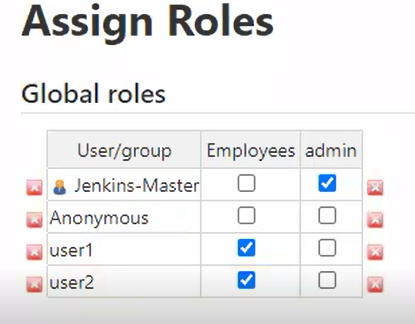 Assign Roles
Global roles
User/group Employees admin
Jenkins-Master
Anonymous
user1
user2